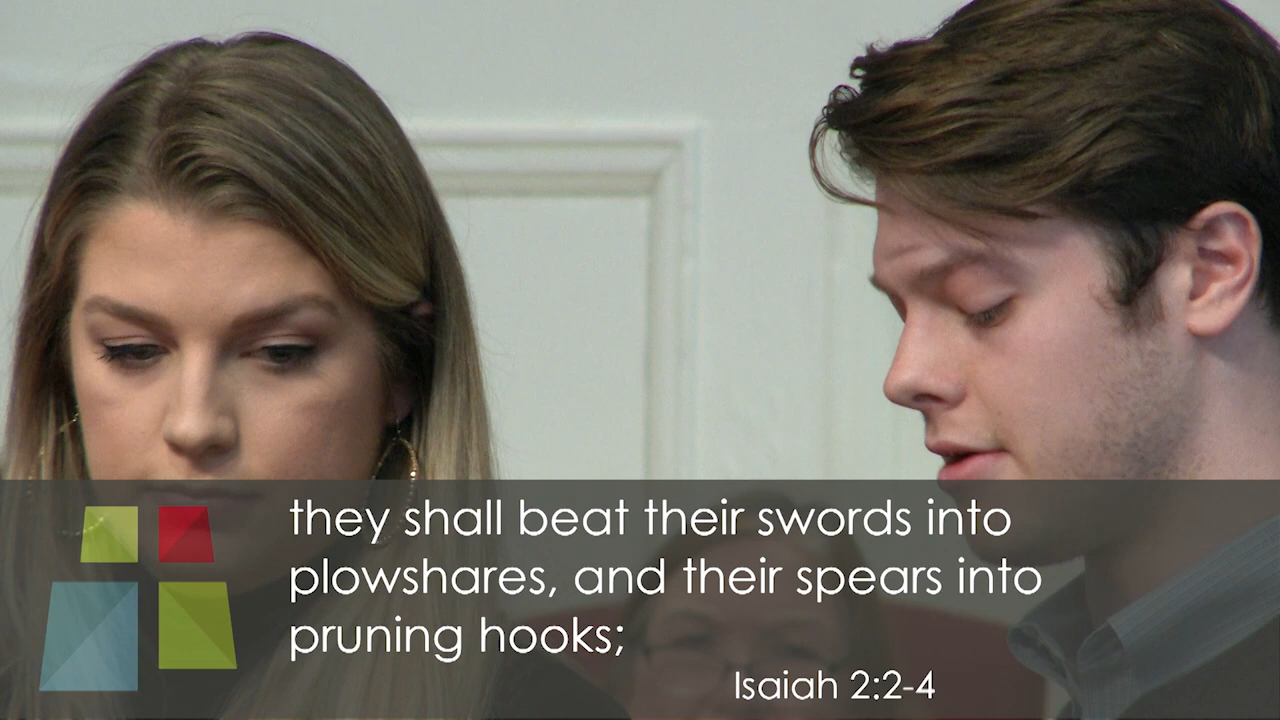 they shall beat their swords into
plowshares, and their spears into
pruning hooks;
Isaiah 2:2-4